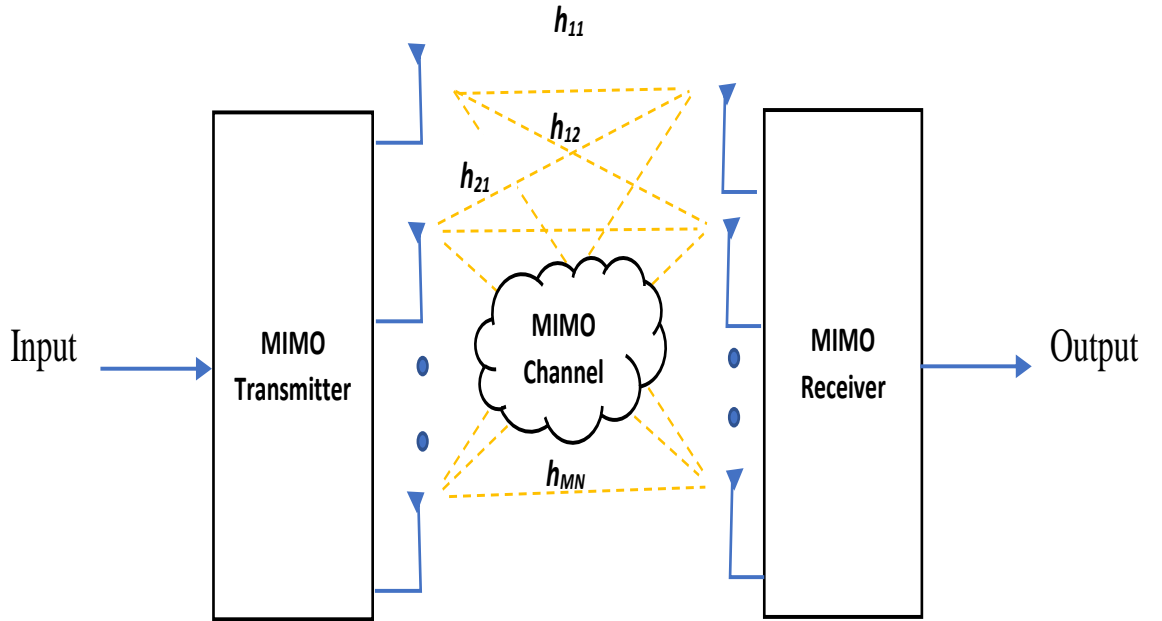 h11
h12
h21
Input
MIMO
Transmitter
MIMO
Channel
MIMO
Receiver
Output
hMN